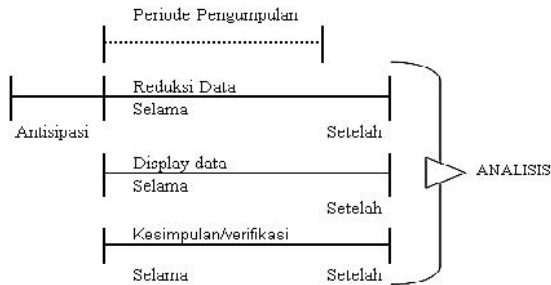 Periode Pengumpulan
Reduksi Data
Selama
Antisipasi
Setelah
Display data
Selama
Setelah
ANALISIS
Kesimpulan/verifikasi
Selama
Setelah